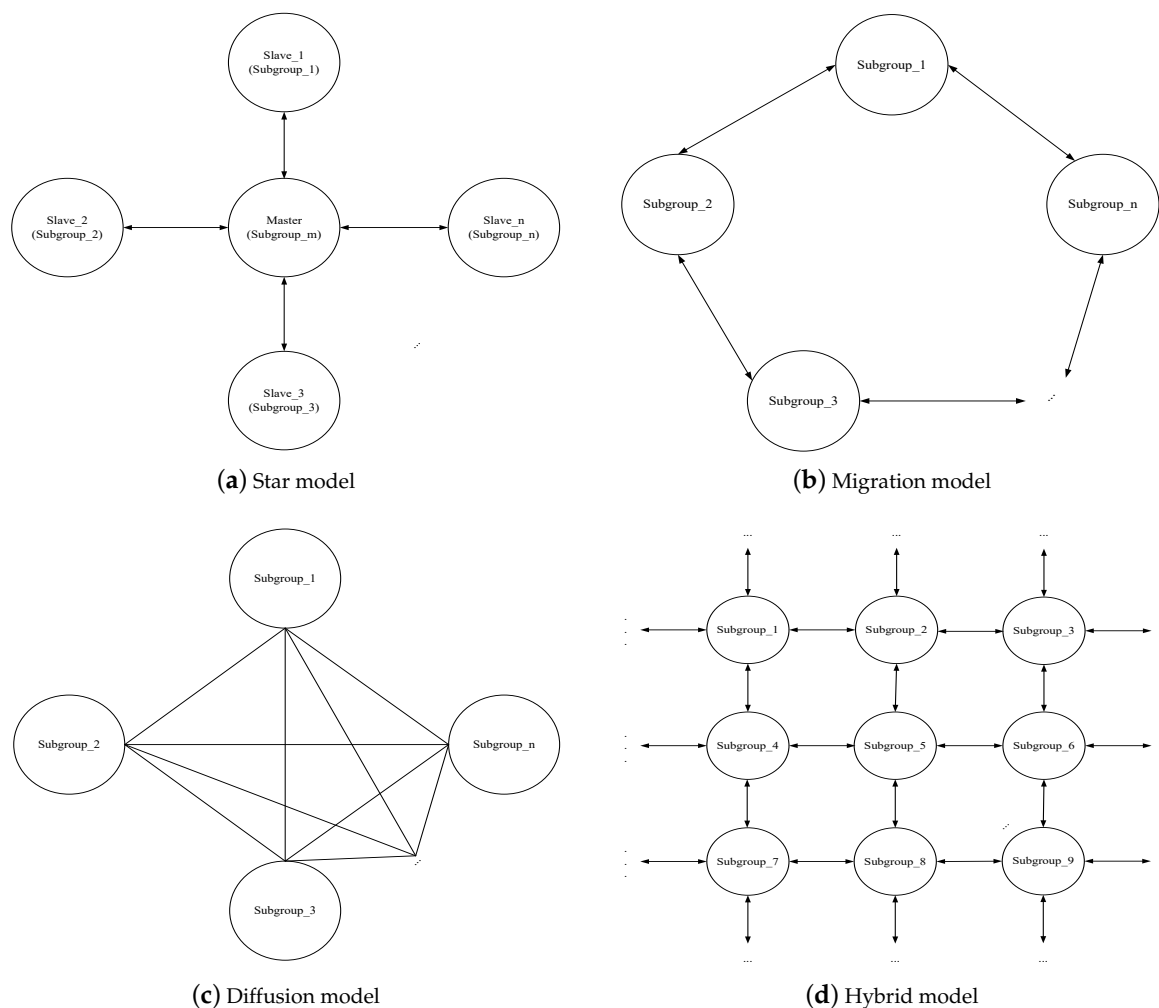 Slave_1
(Subgroup_1)
Slave_2
(Subgroup_2)
Master
(Subgroup_m)
Slave_n
(Subgroup_n)
...
Slave_3
(Subgroup_3)
(a) Star model
Subgroup_1
Subgroup_2
Subgroup_n
Subgroup_3
...
(b) Migration model
Subgroup_1
Subgroup_2
Subgroup_n
...
Subgroup_3
(c) Diffusion model
... ... ...
... Subgroup_1 Subgroup_2 Subgroup_3
... Subgroup_4 Subgroup_5 Subgroup_6
...
... Subgroup_7 Subgroup_8 Subgroup_9
... ... ...
(d) Hybrid model